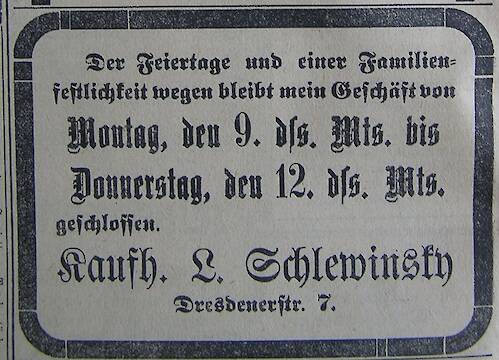 Der Feiertage und einer Familien=
festlichkeit wegen bleibt mein Geschäft von
Montag, den 9. dſs. Mts. bis
Donnerstag, den 12. dſs. Mts.
geschlossen.
Kaufh. L. Schlewinsky
Dresdenerstr. 7.